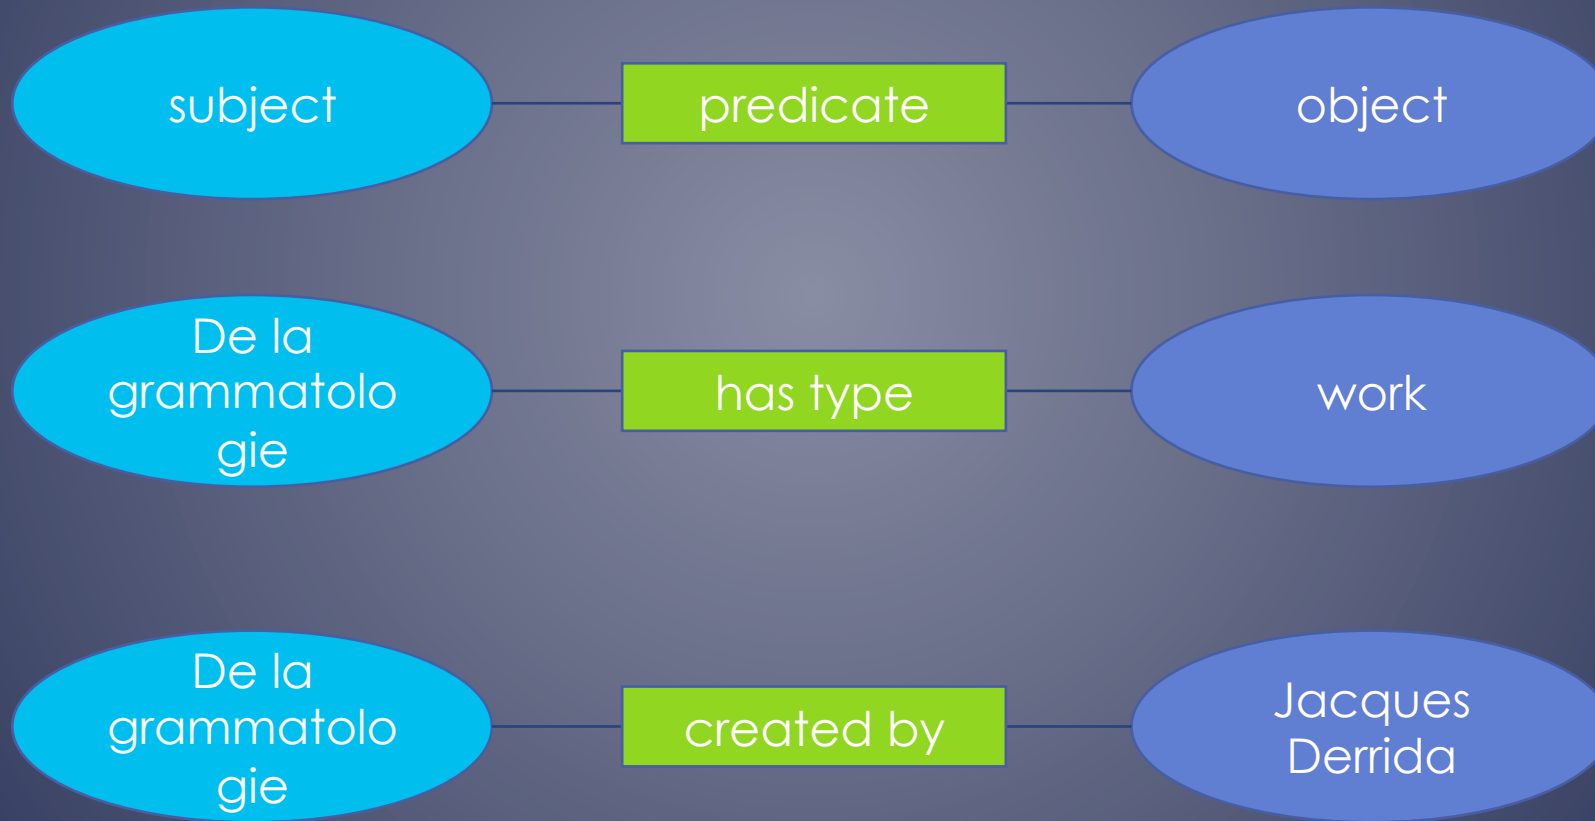 subject predicate object
De la
grammatolo
gie
has type
work
De la
grammatolo
gie
created by
Jacques
Derrida